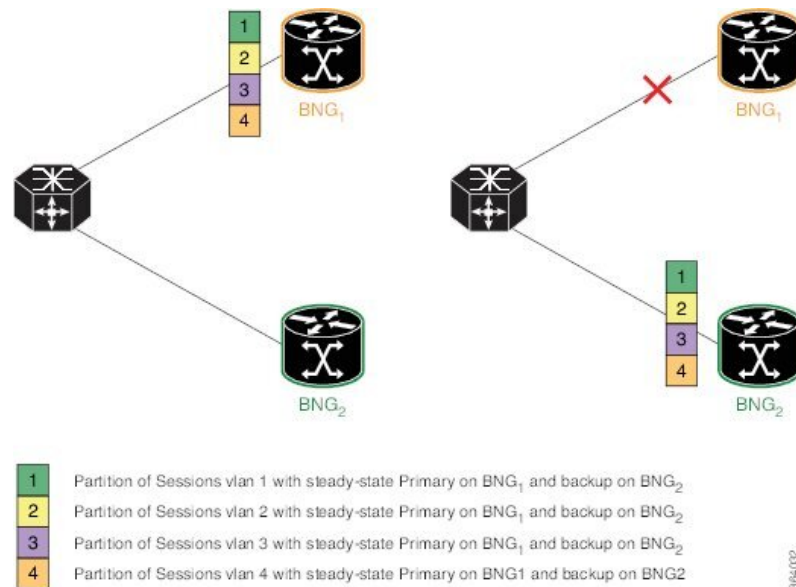 1
2
3
4
BNG₁
BNG₂
1
2
3
4
BNG₁
BNG₂
1 Partition of Sessions vlan 1 with steady-state Primary on BNG₁ and backup on BNG₂
2 Partition of Sessions vlan 2 with steady-state Primary on BNG₁ and backup on BNG₂
3 Partition of Sessions vlan 3 with steady-state Primary on BNG₁ and backup on BNG₂
4 Partition of Sessions vlan 4 with steady-state Primary on BNG1 and backup on BNG2